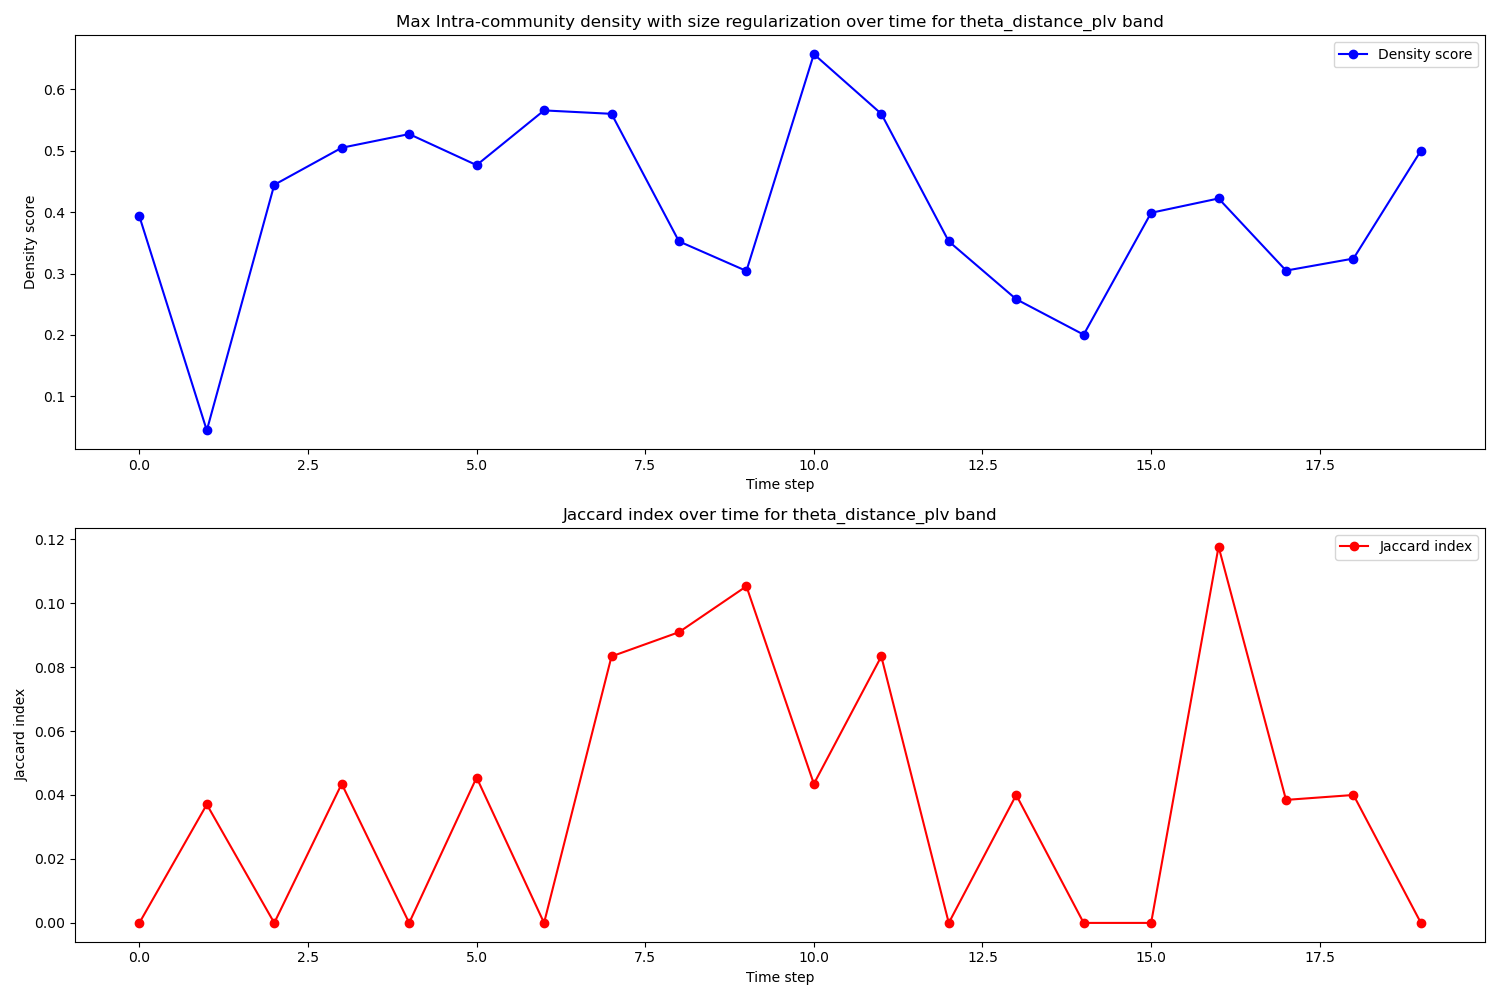 Max Intra-community density with size regularization over time for theta_distance_plv band
Density score
0.6
0.5
0.4
0.3
0.2
0.1
Density score
0.0 2.5 5.0 7.5 10.0 12.5 15.0 17.5
Time step
Jaccard index over time for theta_distance_plv band
Jaccard index
0.12
0.10
0.08
0.06
0.04
0.02
0.00
Jaccard index
0.0 2.5 5.0 7.5 10.0 12.5 15.0 17.5
Time step